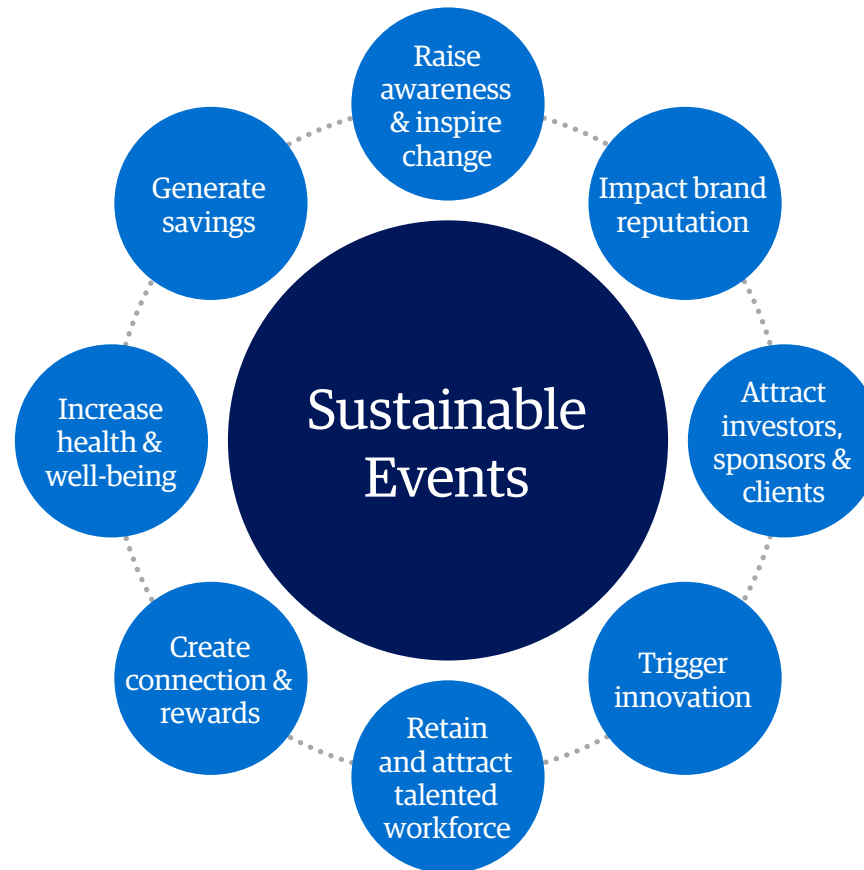 Raise
awareness
& inspire
change
Impact brand
reputation
Attract
investors,
sponsors &
clients
Trigger
innovation
Retain
and attract
talented
workforce
Create
connection &
rewards
Increase
health &
well-being
Generate
savings
Sustainable
Events